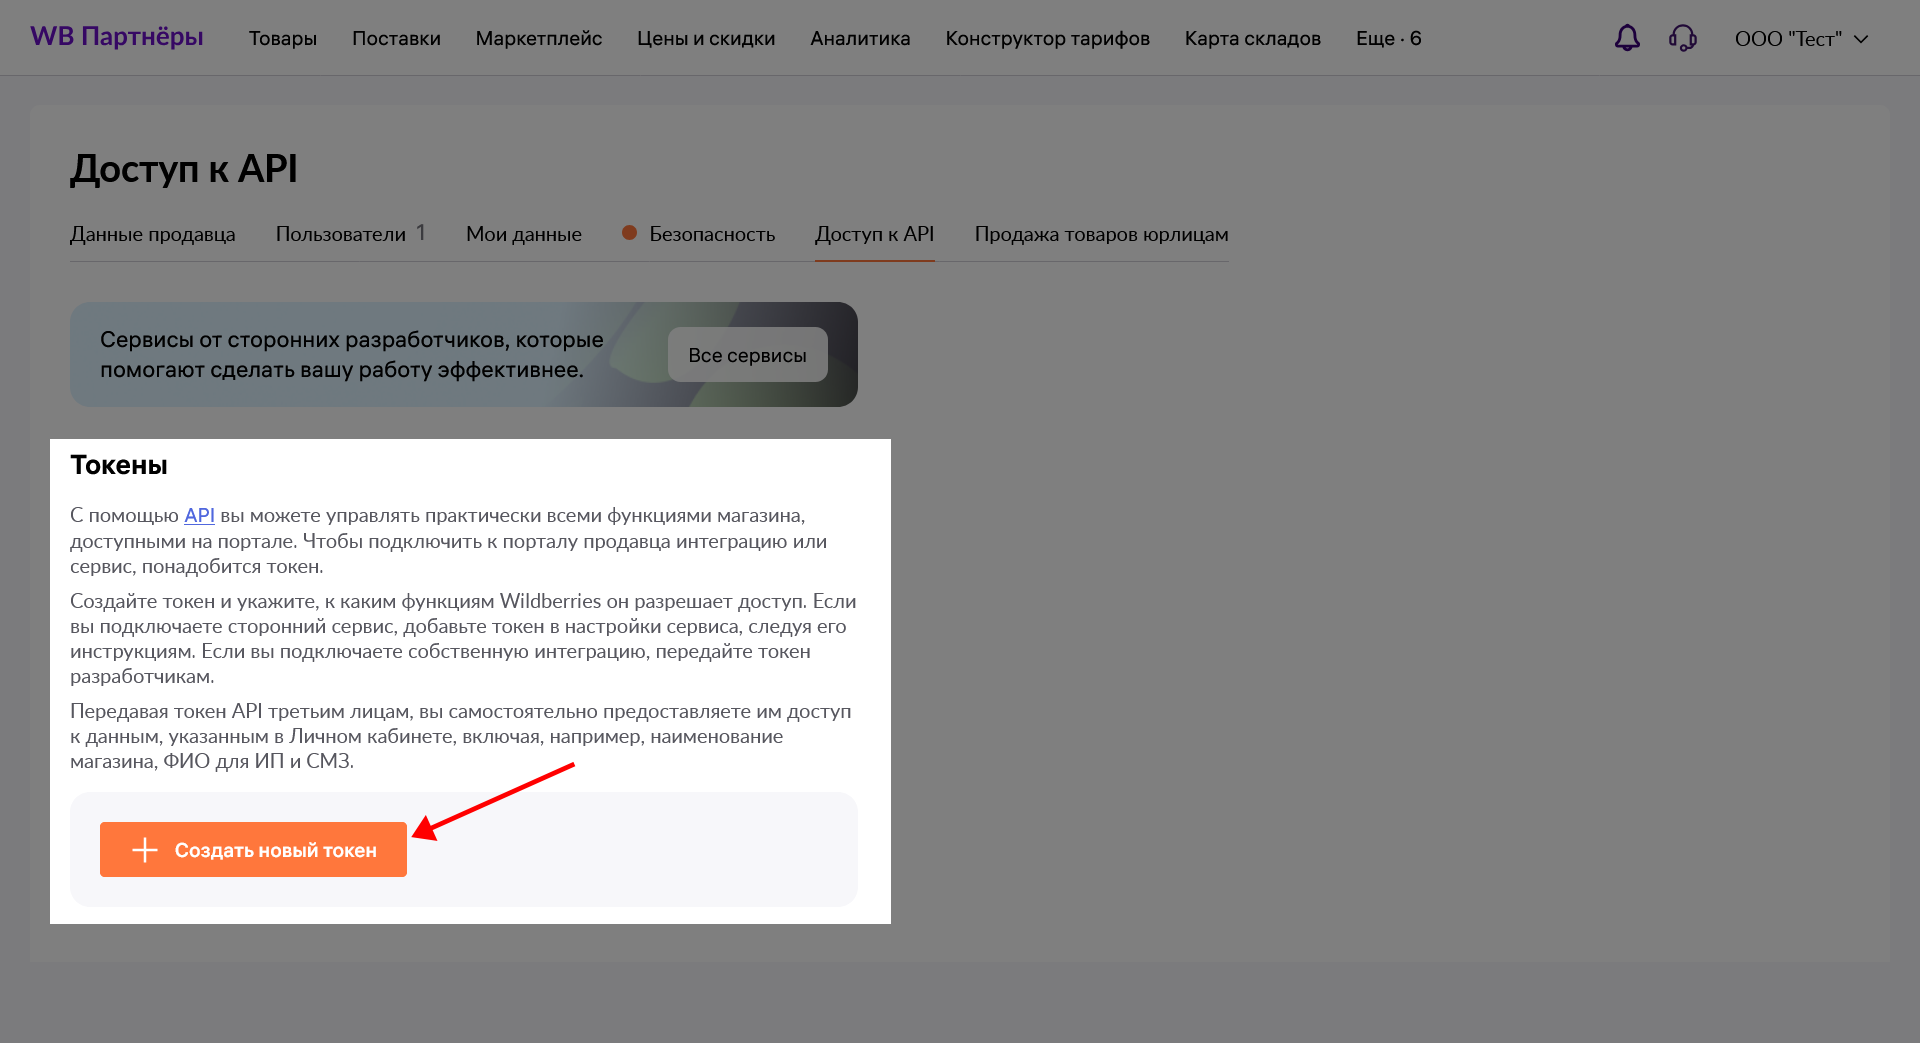 WB Партнёры
Товары
Поставки
Маркетплейс
Цены и скидки
Аналитика
Конструктор тарифов
Карта складов
Еще · 6
ООО "Тест"
Доступ к API
Данные продавца
Пользователи 1
Мои данные
Безопасность
Доступ к API
Продажа товаров юрлицам
Сервисы от сторонних разработчиков, которые
помогают сделать вашу работу эффективнее.
Все сервисы
Токены
С помощью API вы можете управлять практически всеми функциями магазина,
доступными на портале. Чтобы подключить к порталу продавца интеграцию или
сервис, понадобится токен.
Создайте токен и укажите, к каким функциям Wildberries он разрешает доступ. Если
вы подключаете сторонний сервис, добавьте токен в настройки сервиса, следуя его
инструкциям. Если вы подключаете собственную интеграцию, передайте токен
разработчикам.
Передавая токен API третьим лицам, вы самостоятельно предоставляете им доступ
к данным, указанным в Личном кабинете, включая, например, наименование
магазина, ФИО для ИП и СМЗ.
Создать новый токен